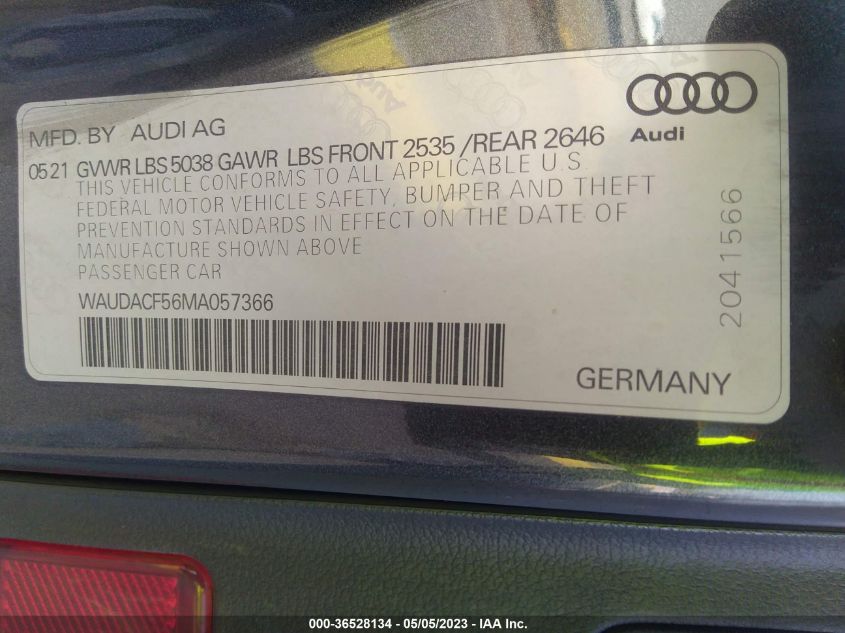 MFD. BY AUDI AG
Audi
0521 GVWR LBS 5038 GAWR LBS FRONT 2535 /REAR 2646
THIS VEHICLE CONFORMS TO ALL APPLICABLE U.S
FEDERAL MOTOR VEHICLE SAFETY, BUMPER AND THEFT
PREVENTION STANDARDS IN EFFECT ON THE DATE OF
MANUFACTURE SHOWN ABOVE
PASSENGER CAR
WAUDACF56MA057366
2041566
GERMANY
000-36528134 - 05/05/2023 - IAA Inc.